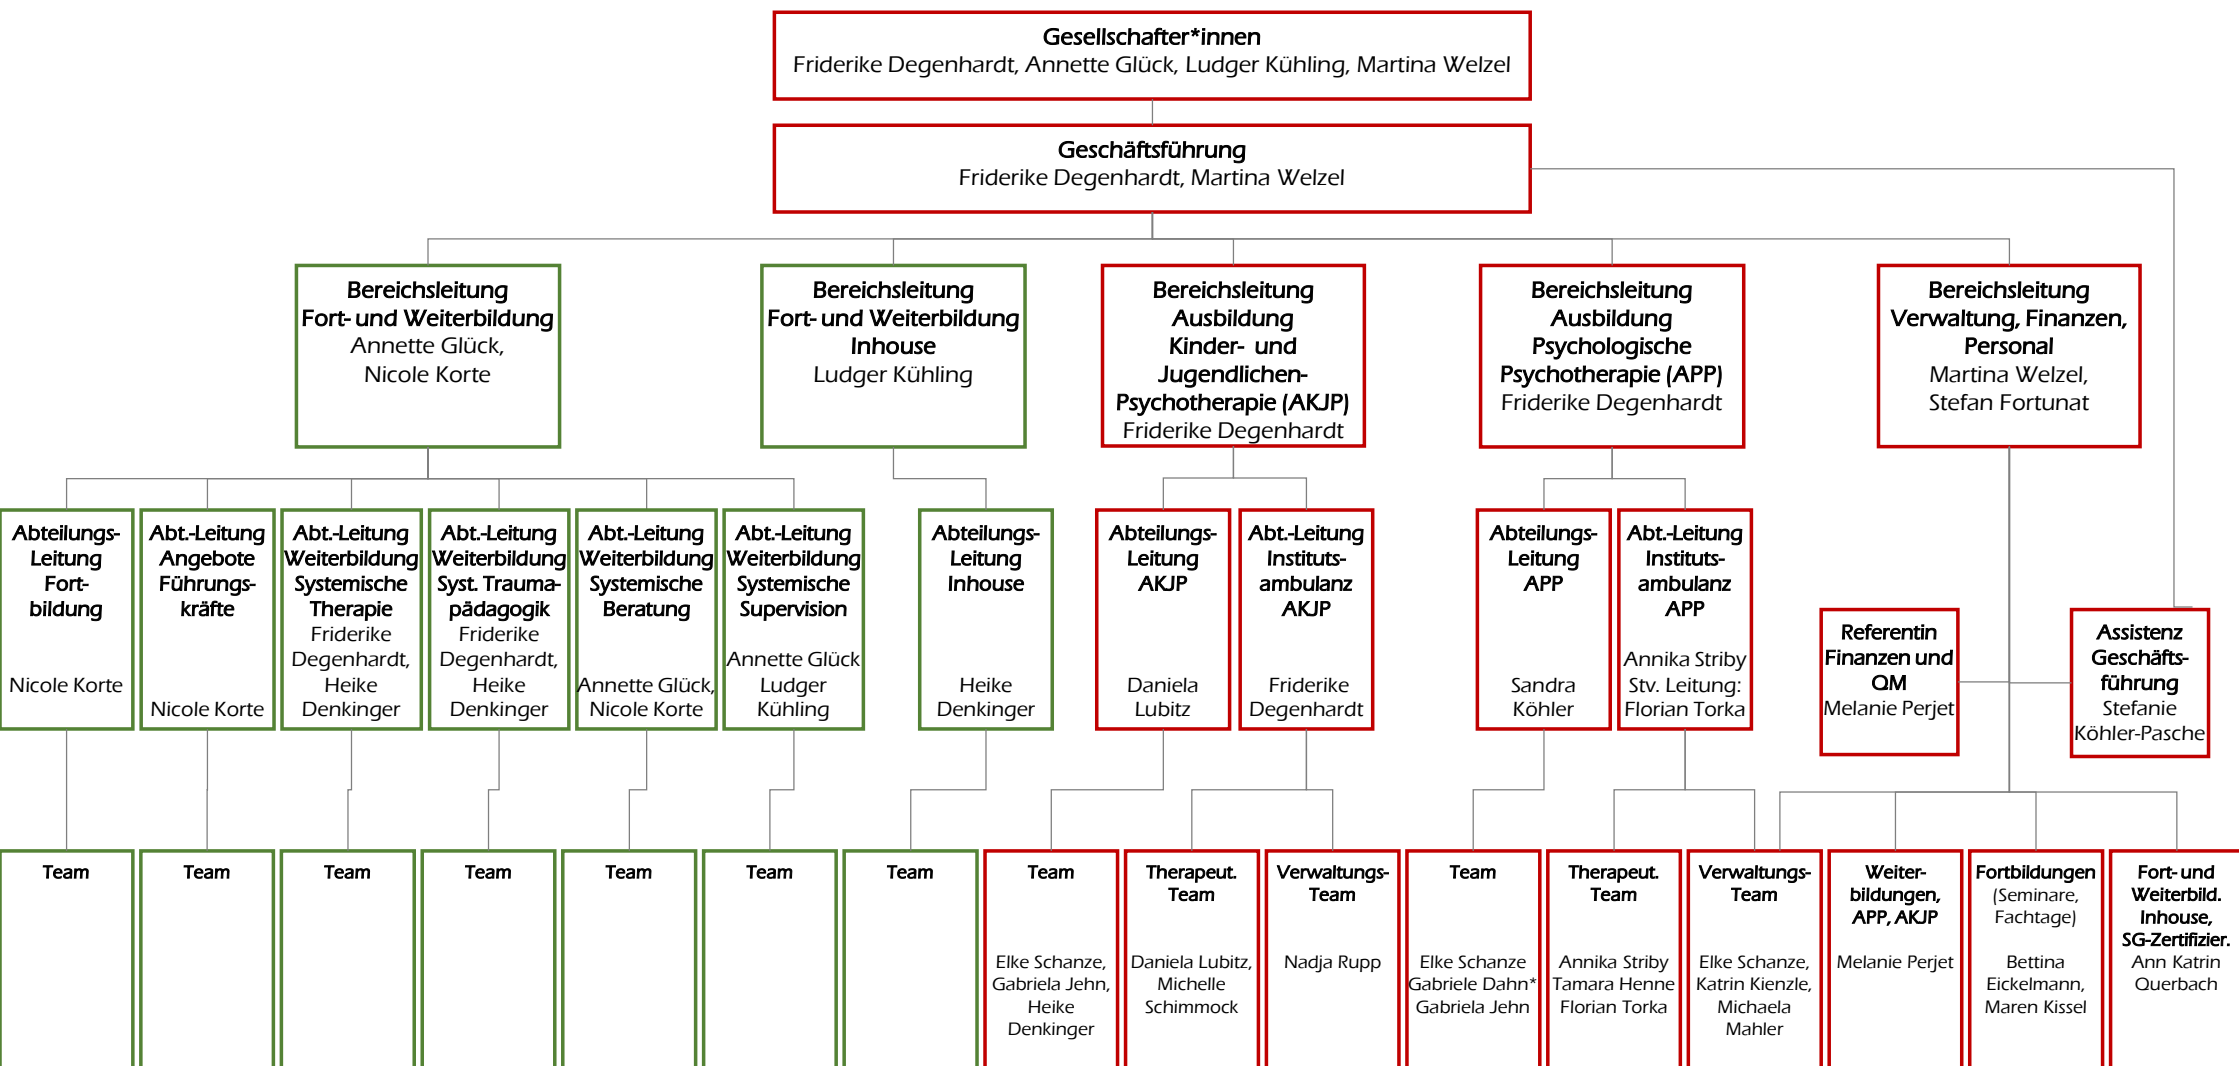 Gesellschafter*innen
Friderike Degenhardt, Annette Glück, Ludger Kühling, Martina Welzel
Geschäftsführung
Friderike Degenhardt, Martina Welzel
Bereichsleitung
Fort- und Weiterbildung
Annette Glück,
Nicole Korte
Bereichsleitung
Fort- und Weiterbildung
Inhouse
Ludger Kühling
Bereichsleitung
Ausbildung
Kinder- und
Jugendlichen-
Psychotherapie (AKJP)
Friderike Degenhardt
Bereichsleitung
Ausbildung
Psychologische
Psychotherapie (APP)
Friderike Degenhardt
Bereichsleitung
Verwaltung, Finanzen,
Personal
Martina Welzel,
Stefan Fortunat
Abteilungs-
Leitung
Fort-
bildung
Nicole Korte
Abt.-Leitung
Angebote
Führungs-
kräfte
Nicole Korte
Abt.-Leitung
Weiterbildung
Systemische
Therapie
Friderike
Degenhardt,
Heike
Denkinger
Abt.-Leitung
Weiterbildung
Syst. Trauma-
pädagogik
Friderike
Degenhardt,
Heike
Denkinger
Abt.-Leitung
Weiterbildung
Systemische
Beratung
Annette Glück,
Nicole Korte
Abt.-Leitung
Weiterbildung
Systemische
Supervision
Annette Glück
Ludger
Kühling
Abteilungs-
Leitung
Inhouse
Heike
Denkinger
Abteilungs-
Leitung
AKJP
Daniela
Lubitz
Abt.-Leitung
Instituts-
ambulanz
AKJP
Friderike
Degenhardt
Abteilungs-
Leitung
APP
Sandra
Köhler
Abt.-Leitung
Instituts-
ambulanz
APP
Annika Striby
Stv. Leitung:
Florian Torka
Referentin
Finanzen und
QM
Melanie Perjet
Assistenz
Geschäfts-
führung
Stefanie
Köhler-Pasche
Team
Team
Team
Team
Team
Team
Team
Team
Elke Schanze,
Gabriela Jehn,
Heike
Denkinger
Therapeut.
Team
Daniela Lubitz,
Michelle
Schimmock
Verwaltungs-
Team
Nadja Rupp
Team
Elke Schanze
Gabriele Dahn*
Gabriela Jehn
Therapeut.
Team
Annika Striby
Tamara Henne
Florian Torka
Verwaltungs-
Team
Elke Schanze,
Katrin Kienzle,
Michaela
Mahler
Weiter-
bildungen,
APP, AKJP
Melanie Perjet
Fortbildungen
(Seminare,
Fachtage)
Bettina
Eickelmann,
Maren Kissel
Fort- und
Weiterbild.
Inhouse,
SG-Zertifizier.
Ann Katrin
Querbach